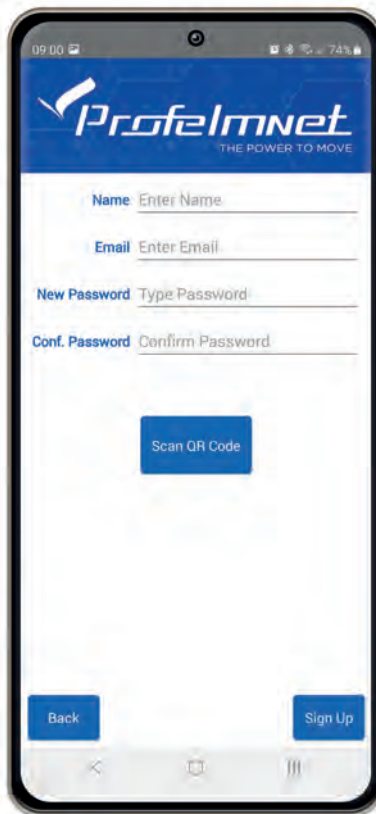 09:00 74%
Profelmnet
THE POWER TO MOVE
Name Enter Name
Email Enter Email
New Password Type Password
Conf. Password Confirm Password
Scan QR Code
Back Sign Up